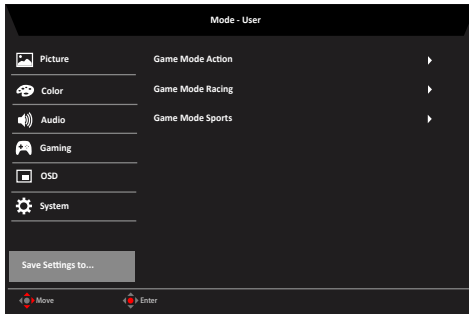 Mode - User
Picture
Game Mode Action
Color
Game Mode Racing
Audio
Game Mode Sports
Gaming
OSD
System
Save Settings to...
Move
Enter